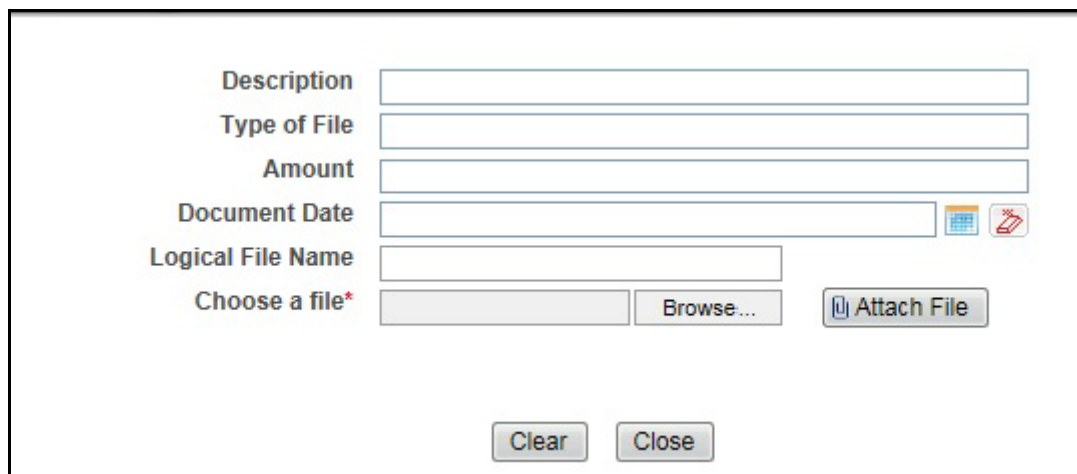 Description
Type of File
Amount
Document Date
Logical File Name
Choose a file* Browse... Attach File
Clear Close